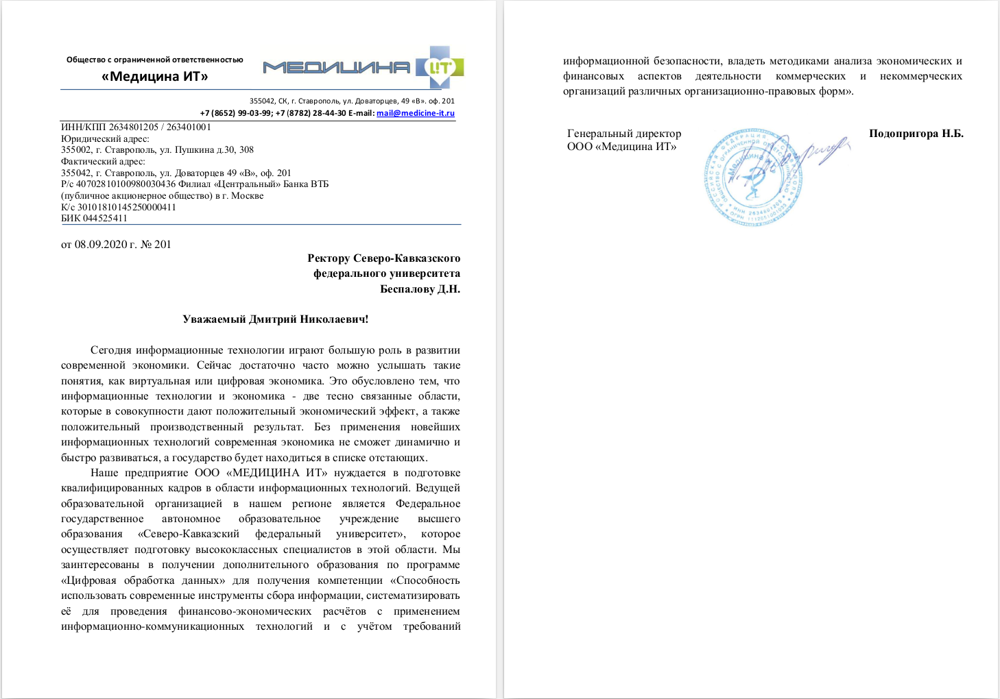 Общество с ограниченной ответственностью
«Медицина ИТ»
МЕДИЦИНА
ИТ
355042, СК, г. Ставрополь, ул. Доваторцев, 49 «В». оф. 201
+7 (8652) 99-03-99; +7 (8782) 28-44-30 E-mail: mail@medicine-it.ru
ИНН/КПП 2634801205 / 263401001
Юридический адрес:
355002, г. Ставрополь, ул. Пушкина д.30, 308
Фактический адрес:
355042, г. Ставрополь, ул. Доваторцев 49 «В», оф. 201
Р/с 40702810100980030436 Филиал «Центральный» Банка ВТБ
(публичное акционерное общество) в г. Москве
К/с 30101810145250000411
БИК 044525411
от 08.09.2020 г. № 201
Ректору Северо-Кавказского
федерального университета
Беспалову Д.Н.
Уважаемый Дмитрий Николаевич!
Сегодня информационные технологии играют большую роль в развитии
современной экономики. Сейчас достаточно часто можно услышать такие
понятия, как виртуальная или цифровая экономика. Это обусловлено тем, что
информационные технологии и экономика - две тесно связанные области,
которые в совокупности дают положительный экономический эффект, а также
положительный производственный результат. Без применения новейших
информационных технологий современная экономика не сможет динамично и
быстро развиваться, а государство будет находиться в списке отстающих.
Наше предприятие ООО «МЕДИЦИНА ИТ» нуждается в подготовке
квалифицированных кадров в области информационных технологий. Ведущей
образовательной организацией в нашем регионе является Федеральное
государственное автономное образовательное учреждение высшего
образования «Северо-Кавказский федеральный университет», которое
осуществляет подготовку высококлассных специалистов в этой области. Мы
заинтересованы в получении дополнительного образования по программе
«Цифровая обработка данных» для получения компетенции «Способность
использовать современные инструменты сбора информации, систематизировать
её для проведения финансово-экономических расчётов с применением
информационно-коммуникационных технологий и с учётом требований
информационной безопасности, владеть методиками анализа экономических и
финансовых аспектов деятельности коммерческих и некоммерческих
организаций различных организационно-правовых форм».
Генеральный директор
ООО «Медицина ИТ»
Подопригора Н.Б.
РОССИЙСКАЯ ФЕДЕРАЦИЯ
ОБЩЕСТВО С ОГРАНИЧЕННОЙ ОТВЕТСТВЕННОСТЬЮ
ИНН 2634801205